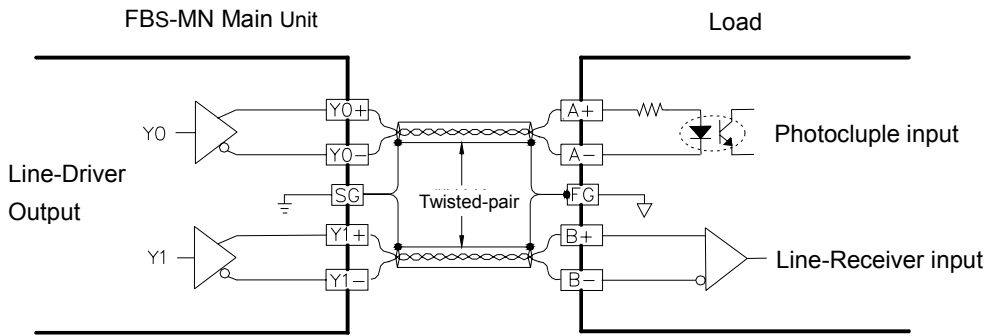 FBS-MN Main Unit
Load
Y0
Y0+
Y0-
A+
A-
Photocluple input
Line-Driver
Output
SG
Twisted-pair
FG
Y1
Y1+
Y1-
B+
B-
Line-Receiver input